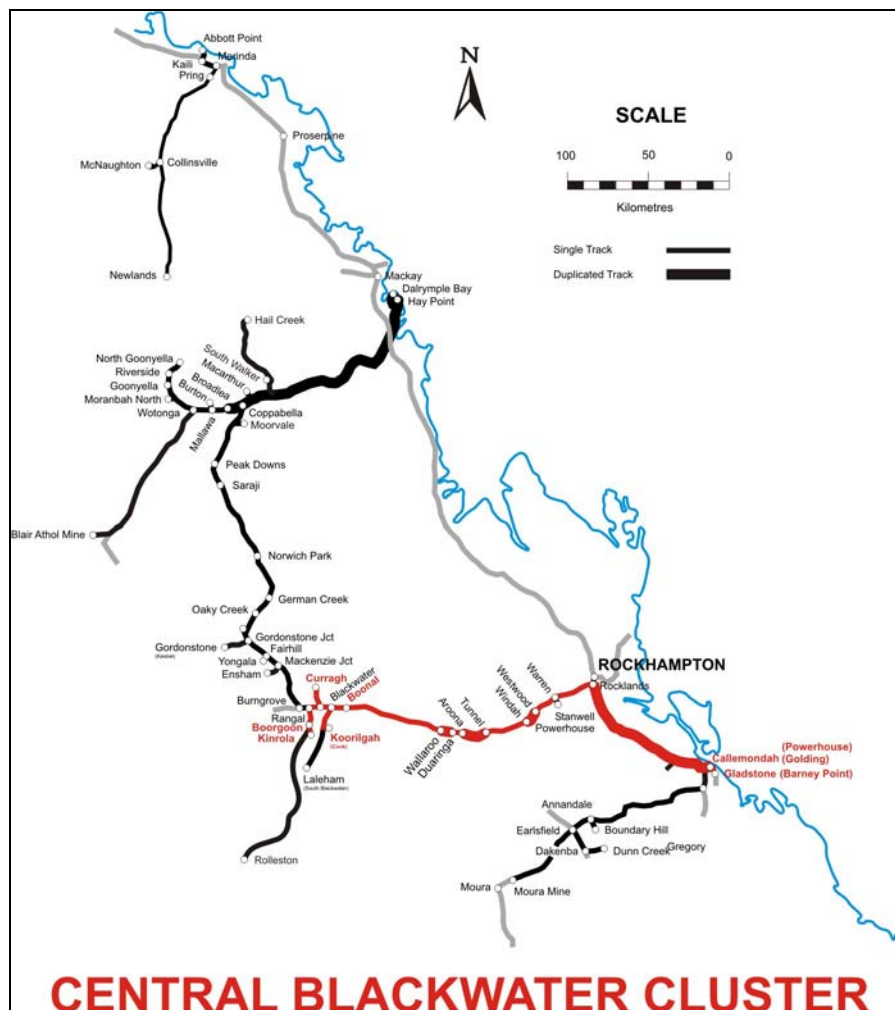 Abbott Point
Kaili
Merinda
Pring
N
SCALE
100 50 0
Kilometres
Single Track
Duplicated Track
Proserpine
McNaughton
Collinsville
Newlands
Mackay
Dalrymple Bay
Hay Point
Hail Creek
South Walker
Macarthur
North Goonyella
Riverside
Goonyella
Moranbah North
Wotonga
Broadlea
Burton
Mallawa
Coppabella
Moorvale
Peak Downs
Saraji
Blair Athol Mine
Norwich Park
German Creek
Oaky Creek
Gordonstone Jct
Gordonstone
(Kestrel)
Fairhill
Yongala
Mackenzie Jct
Ensham
Curragh
Blackwater
Boonal
Burngrove
Rangal
Boorgoon
Kinrola
Koorilgah
(Cook)
Laleham
(South Blackwater)
Rolleston
Wallaroo
Duaringa
Aroona
Tunnel
Windah
Westwood
Warren
Stanwell
Powerhouse
ROCKHAMPTON
Rocklands
(Powerhouse)
Callemondah (Golding)
Gladstone (Barney Point)
Annandale
Earlsfield
Boundary Hill
Dakenba
Dunn Creek
Gregory
Moura
Moura Mine
CENTRAL BLACKWATER CLUSTER